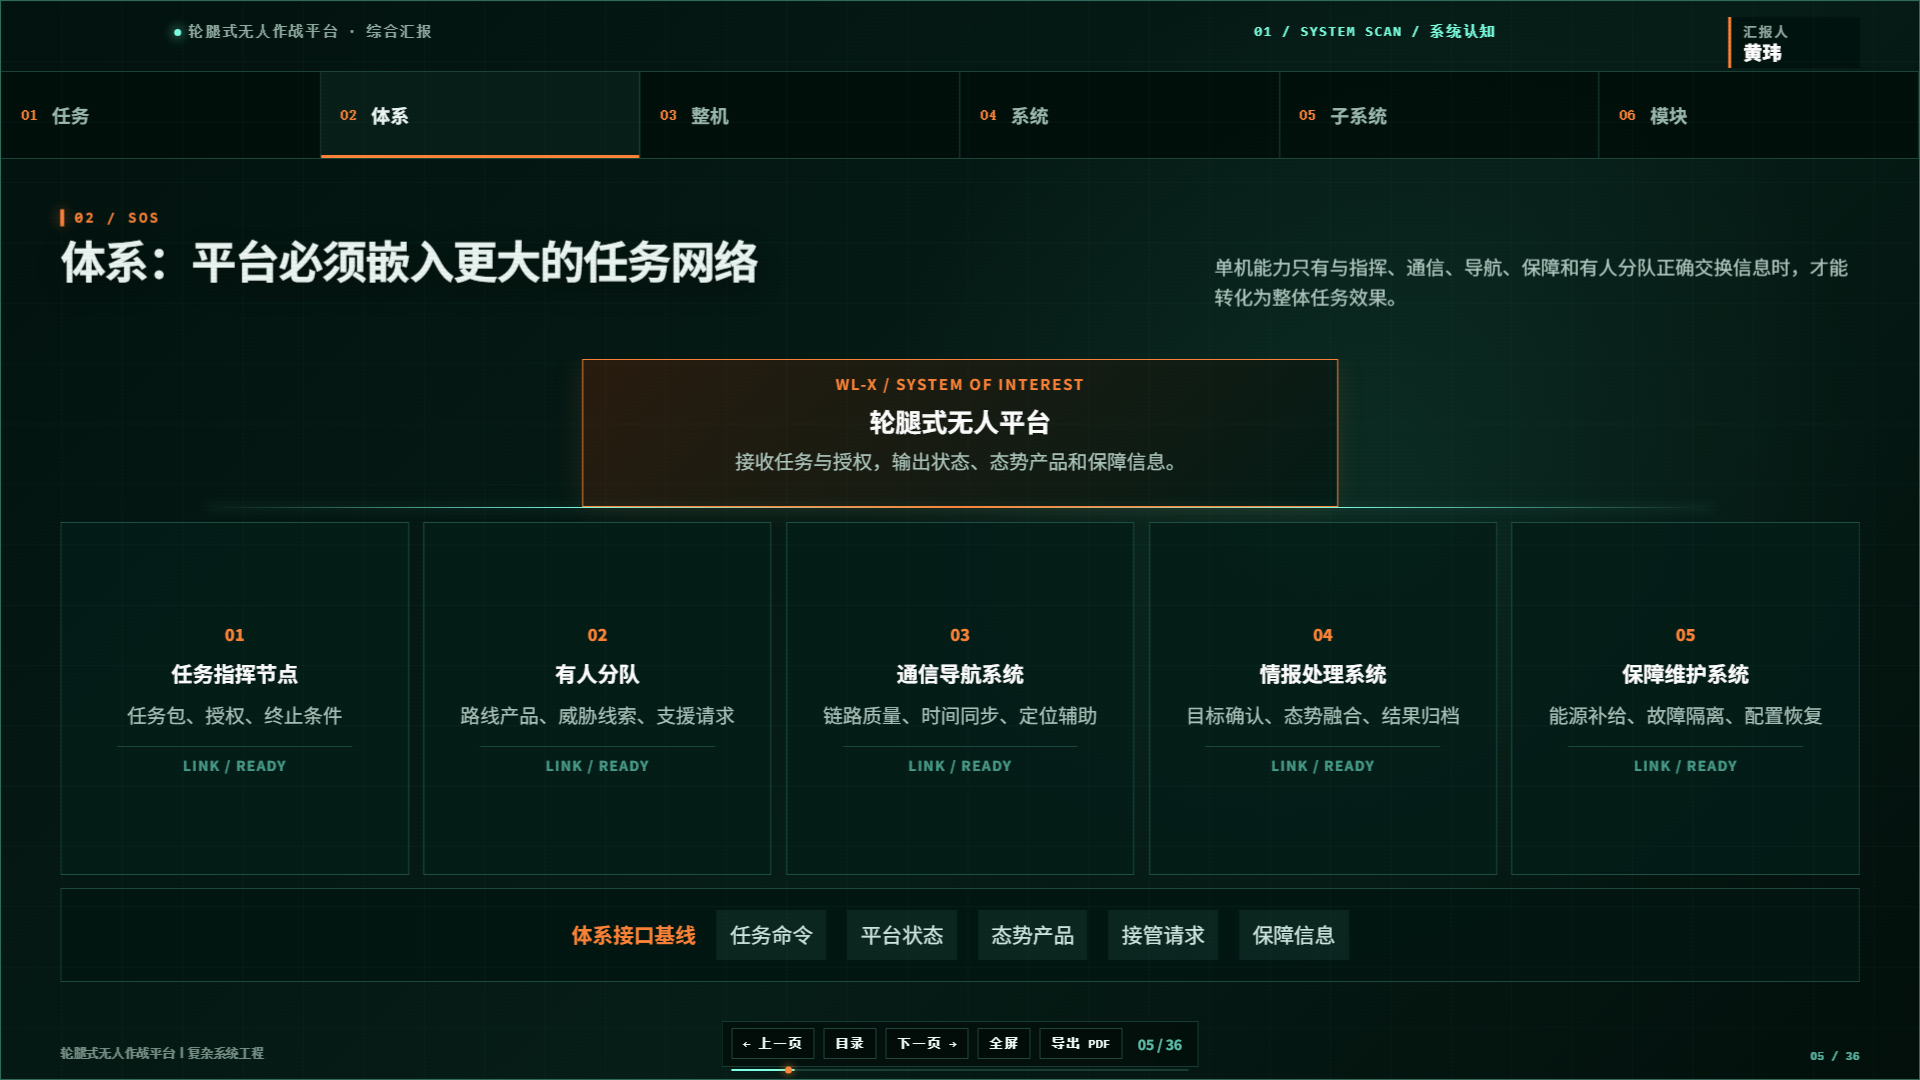 轮腿式无人作战平台 · 综合汇报
01 / SYSTEM SCAN / 系统认知
汇报人
黄玮
01 任务
02 体系
03 整机
04 系统
05 子系统
06 模块
02 / SOS
体系：平台必须嵌入更大的任务网络
单机能力只有与指挥、通信、导航、保障和有人分队正确交换信息时，才能
转化为整体任务效果。
WL-X / SYSTEM OF INTEREST
轮腿式无人平台
接收任务与授权，输出状态、态势产品和保障信息。
01
任务指挥节点
任务包、授权、终止条件
LINK / READY
02
有人分队
路线产品、威胁线索、支援请求
LINK / READY
03
通信导航系统
链路质量、时间同步、定位辅助
LINK / READY
04
情报处理系统
目标确认、态势融合、结果归档
LINK / READY
05
保障维护系统
能源补给、故障隔离、配置恢复
LINK / READY
体系接口基线 任务命令 平台状态 态势产品 接管请求 保障信息
轮腿式无人作战平台 | 复杂系统工程
← 上一页 目录 下一页 → 全屏 导出 PDF 05 / 36
05 / 36